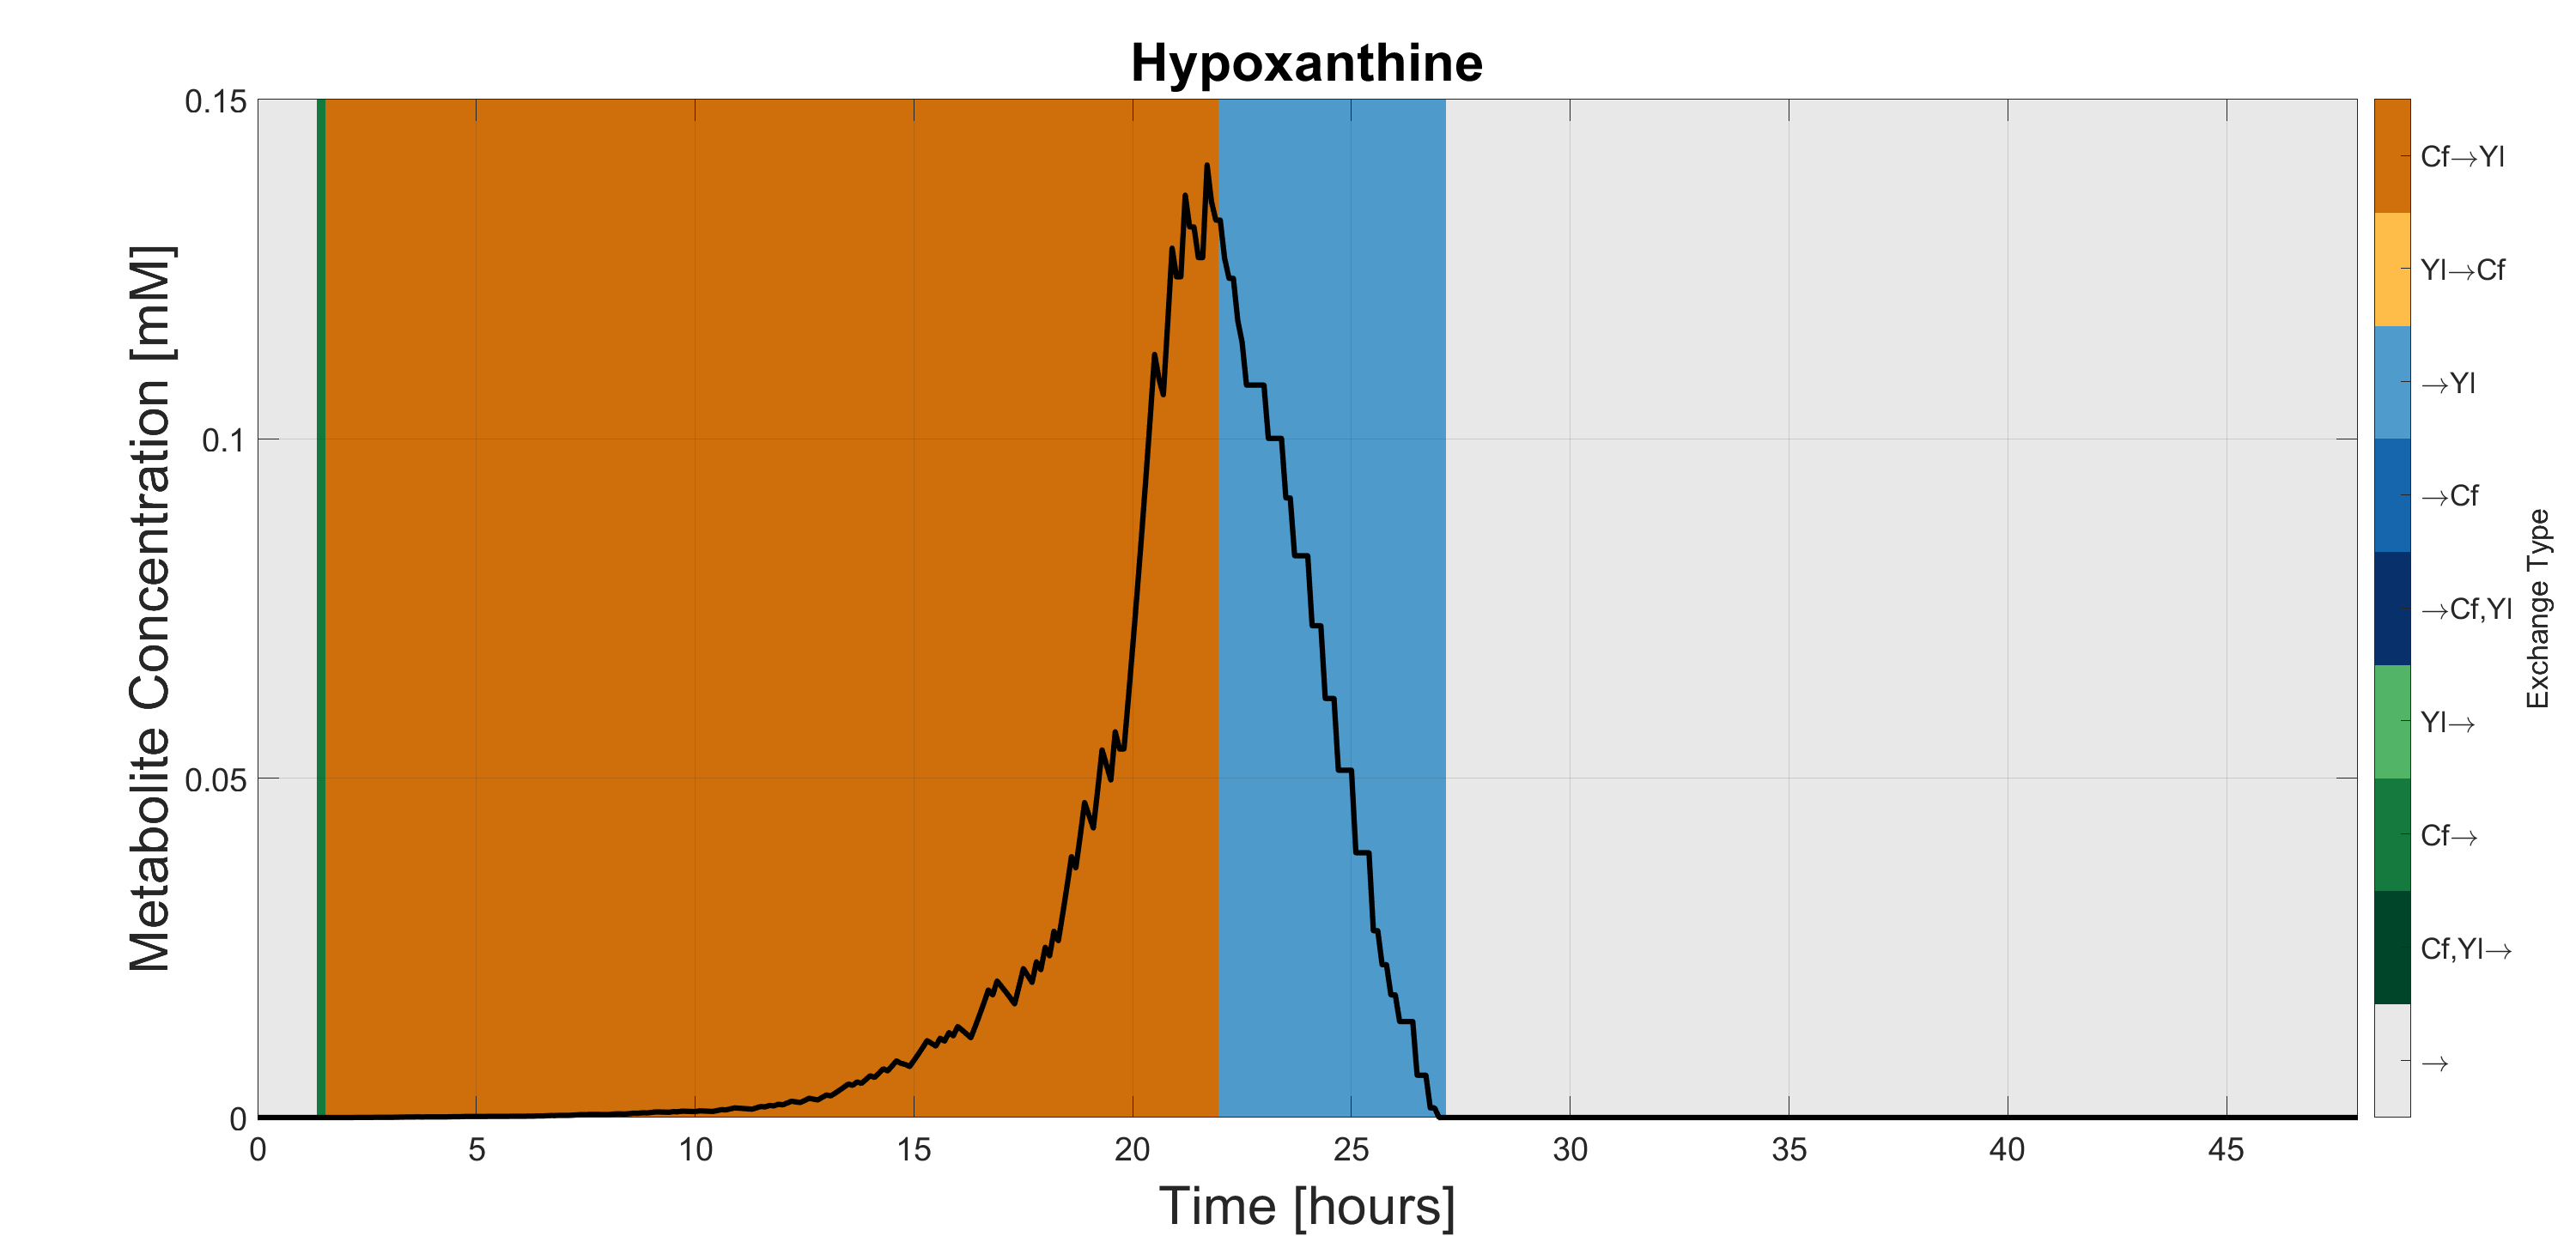 Hypoxanthine
Metabolite Concentration [mM]
0.15
0.1
0.05
0
0 5 10 15 20 25 30 35 40 45
Time [hours]
Cf→Yl
Yl→Cf
→Yl
→Cf
→Cf,Yl
Yl→
Cf→
Cf,Yl→
→
Exchange Type